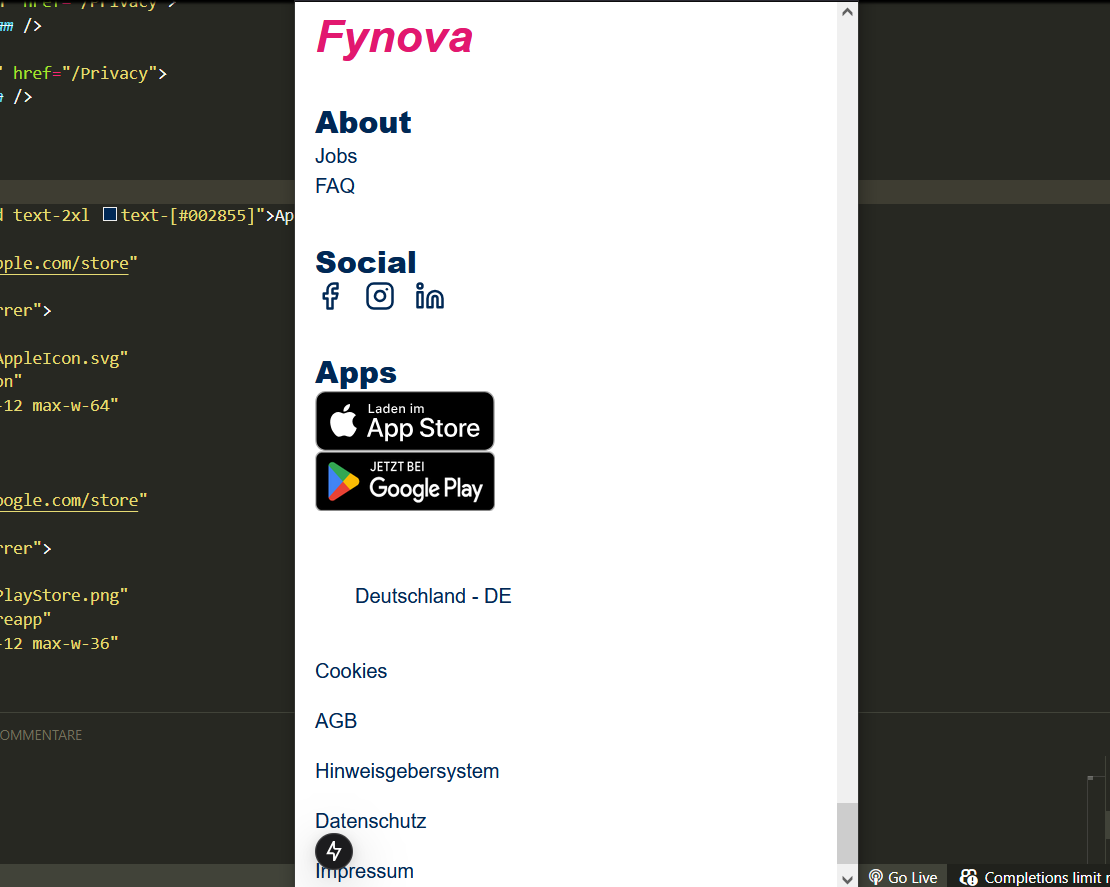 href="/Privacy">
/>
" href="/Privacy">
/>
Fynova
About
Jobs
FAQ
text-2xl text-[#002855]">Ap
ople.com/store"
Social
rrer">
AppleIcon.svg"
on"
-12 max-w-64"
Apps
Laden im
App Store
JETZT BEI
Google Play
oogle.com/store"
rrer">
PlayStore.png"
reapp"
-12 max-w-36"
Deutschland - DE
Cookies
AGB
OMMENTARE
Hinweisgebersystem
Datenschutz
Impressum
Go Live
Completions limit r